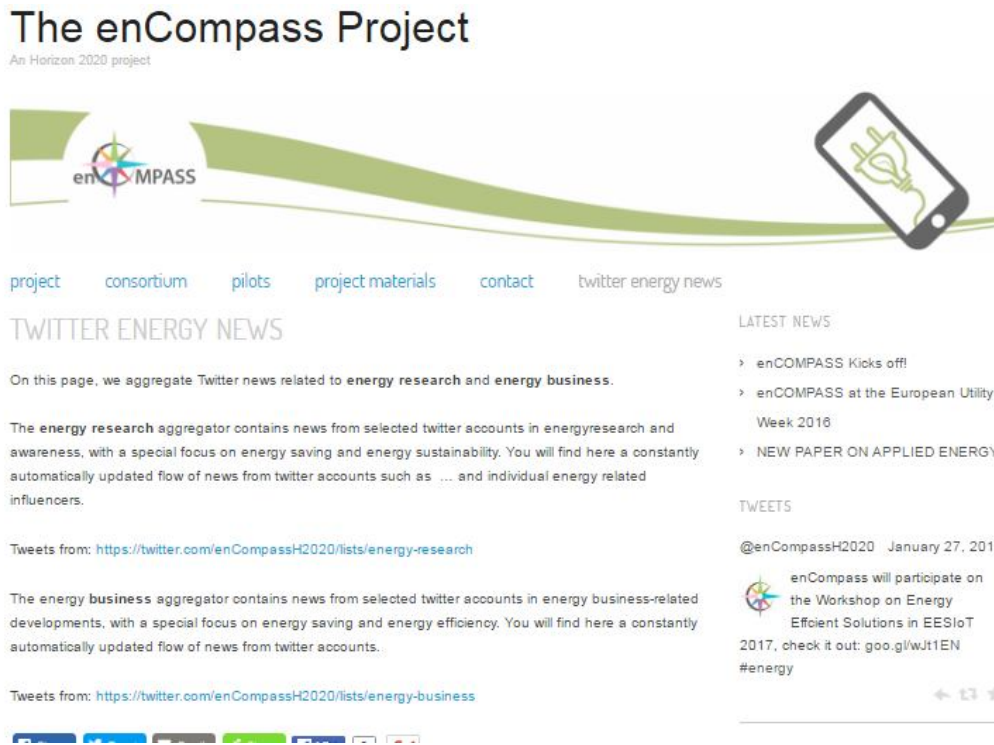 The enCompass Project
An Horizon 2020 project
enCOMPASS
project consortium pilots project materials contact twitter energy news
TWITTER ENERGY NEWS
On this page, we aggregate Twitter news related to energy research and energy business.
The energy research aggregator contains news from selected twitter accounts in energyresearch and
awareness, with a special focus on energy saving and energy sustainability. You will find here a constantly
automatically updated flow of news from twitter accounts such as ... and individual energy related
influencers.
Tweets from: https://twitter.com/enCompassH2020/lists/energy-research
The energy business aggregator contains news from selected twitter accounts in energy business-related
developments, with a special focus on energy saving and energy efficiency. You will find here a constantly
automatically updated flow of news from twitter accounts.
Tweets from: https://twitter.com/enCompassH2020/lists/energy-business
LATEST NEWS
› enCOMPASS Kicks off!
› enCOMPASS at the European Utility
Week 2016
› NEW PAPER ON APPLIED ENERGY
TWEETS
@enCompassH2020 January 27, 201
enCompass will participate on
the Workshop on Energy
Effcient Solutions in EESIoT
2017, check it out: goo.gl/wJt1EN
#energy